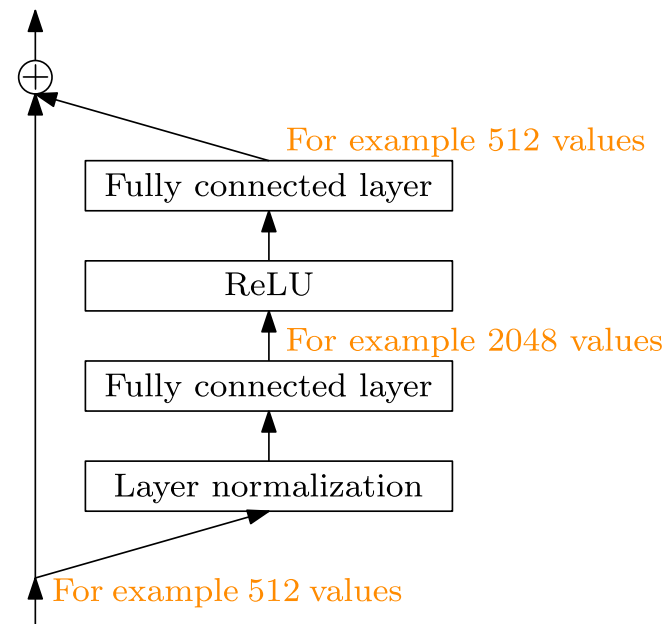 For example 512 values
Fully connected layer
ReLU
For example 2048 values
Fully connected layer
Layer normalization
For example 512 values